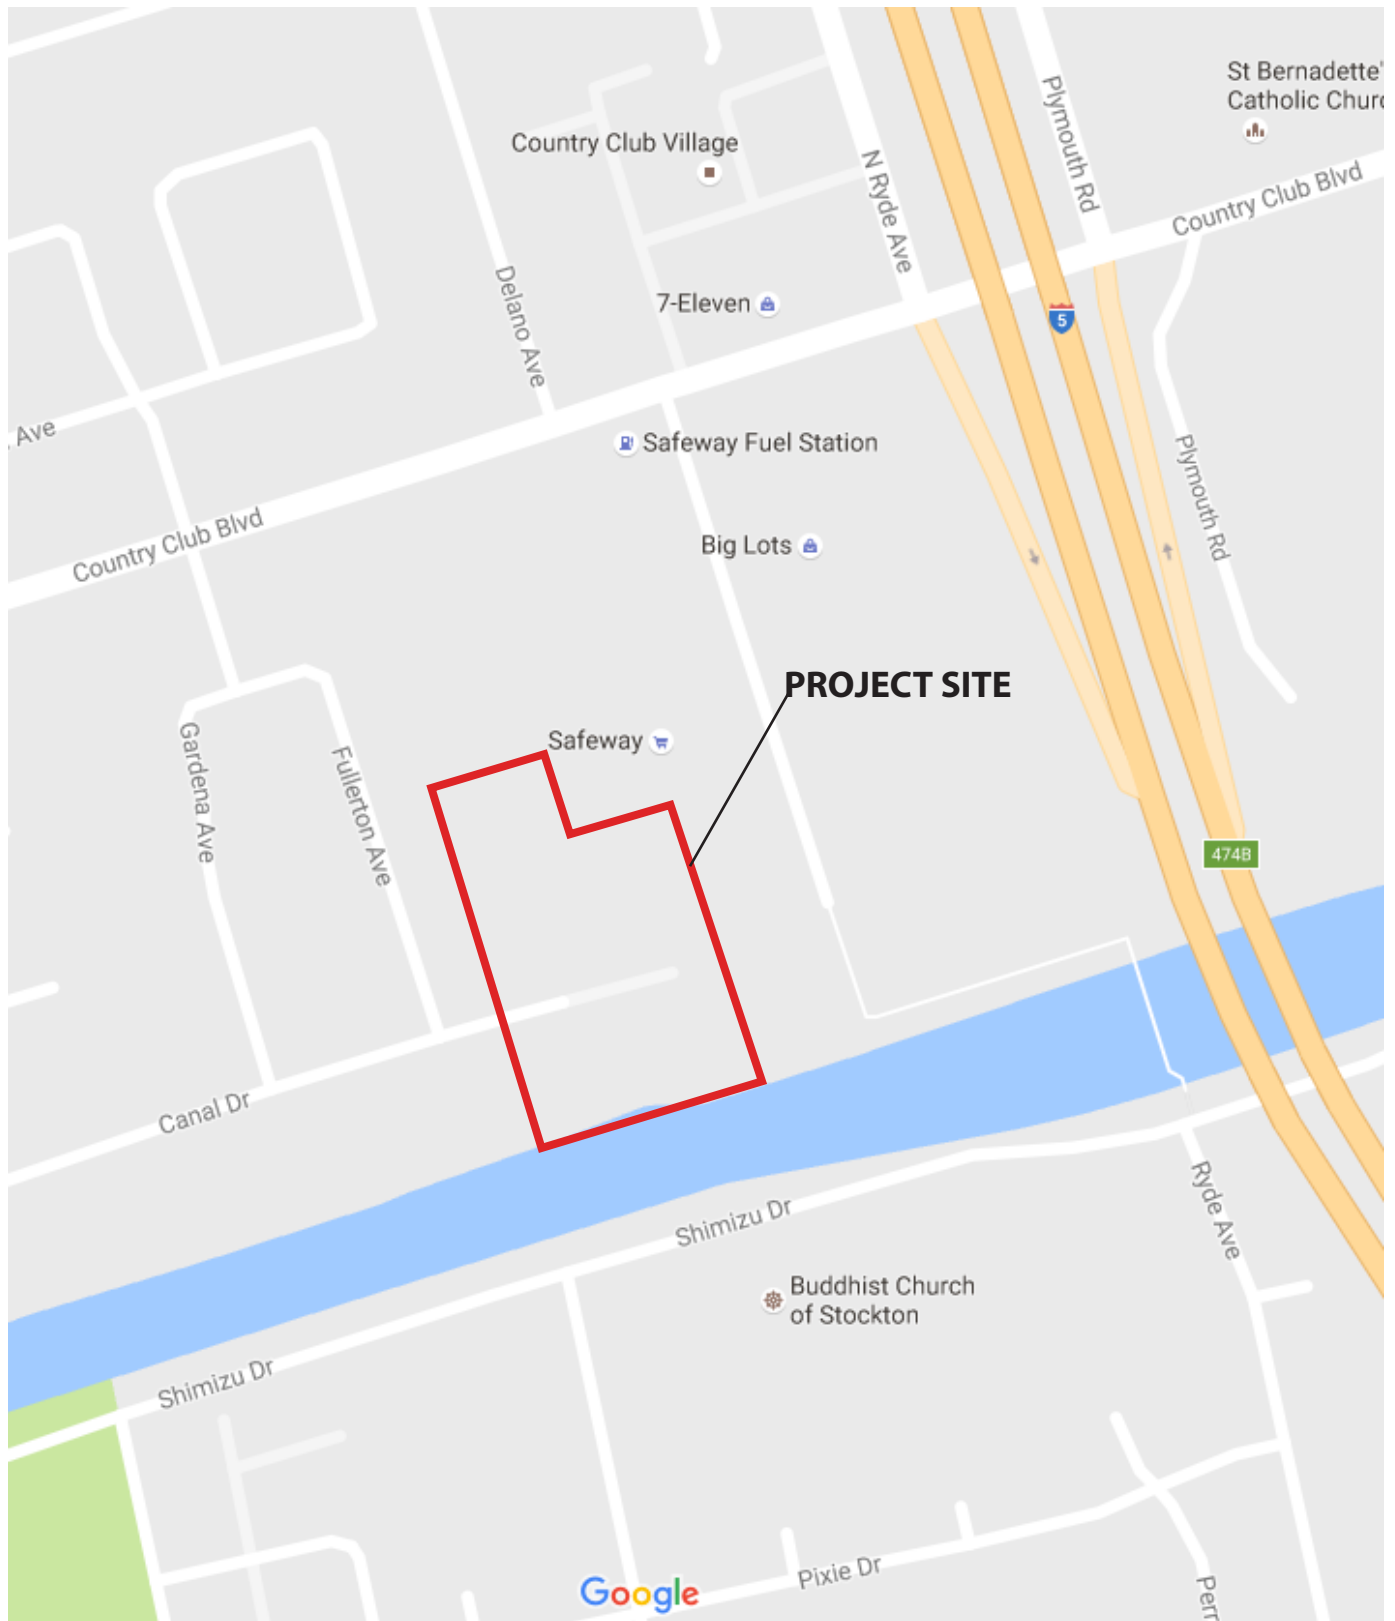 St Bernadette'
Catholic Churc
Plymouth Rd
Country Club Village
N Ryde Ave
Country Club Blvd
Delano Ave
7-Eleven
5
Ave
Safeway Fuel Station
Plymouth Rd
Country Club Blvd
Big Lots
PROJECT SITE
Safeway
Gardena Ave
Fullerton Ave
474B
Canal Dr
Shimizu Dr
Ryde Ave
Buddhist Church
of Stockton
Shimizu Dr
Pixie Dr
Perr
Google